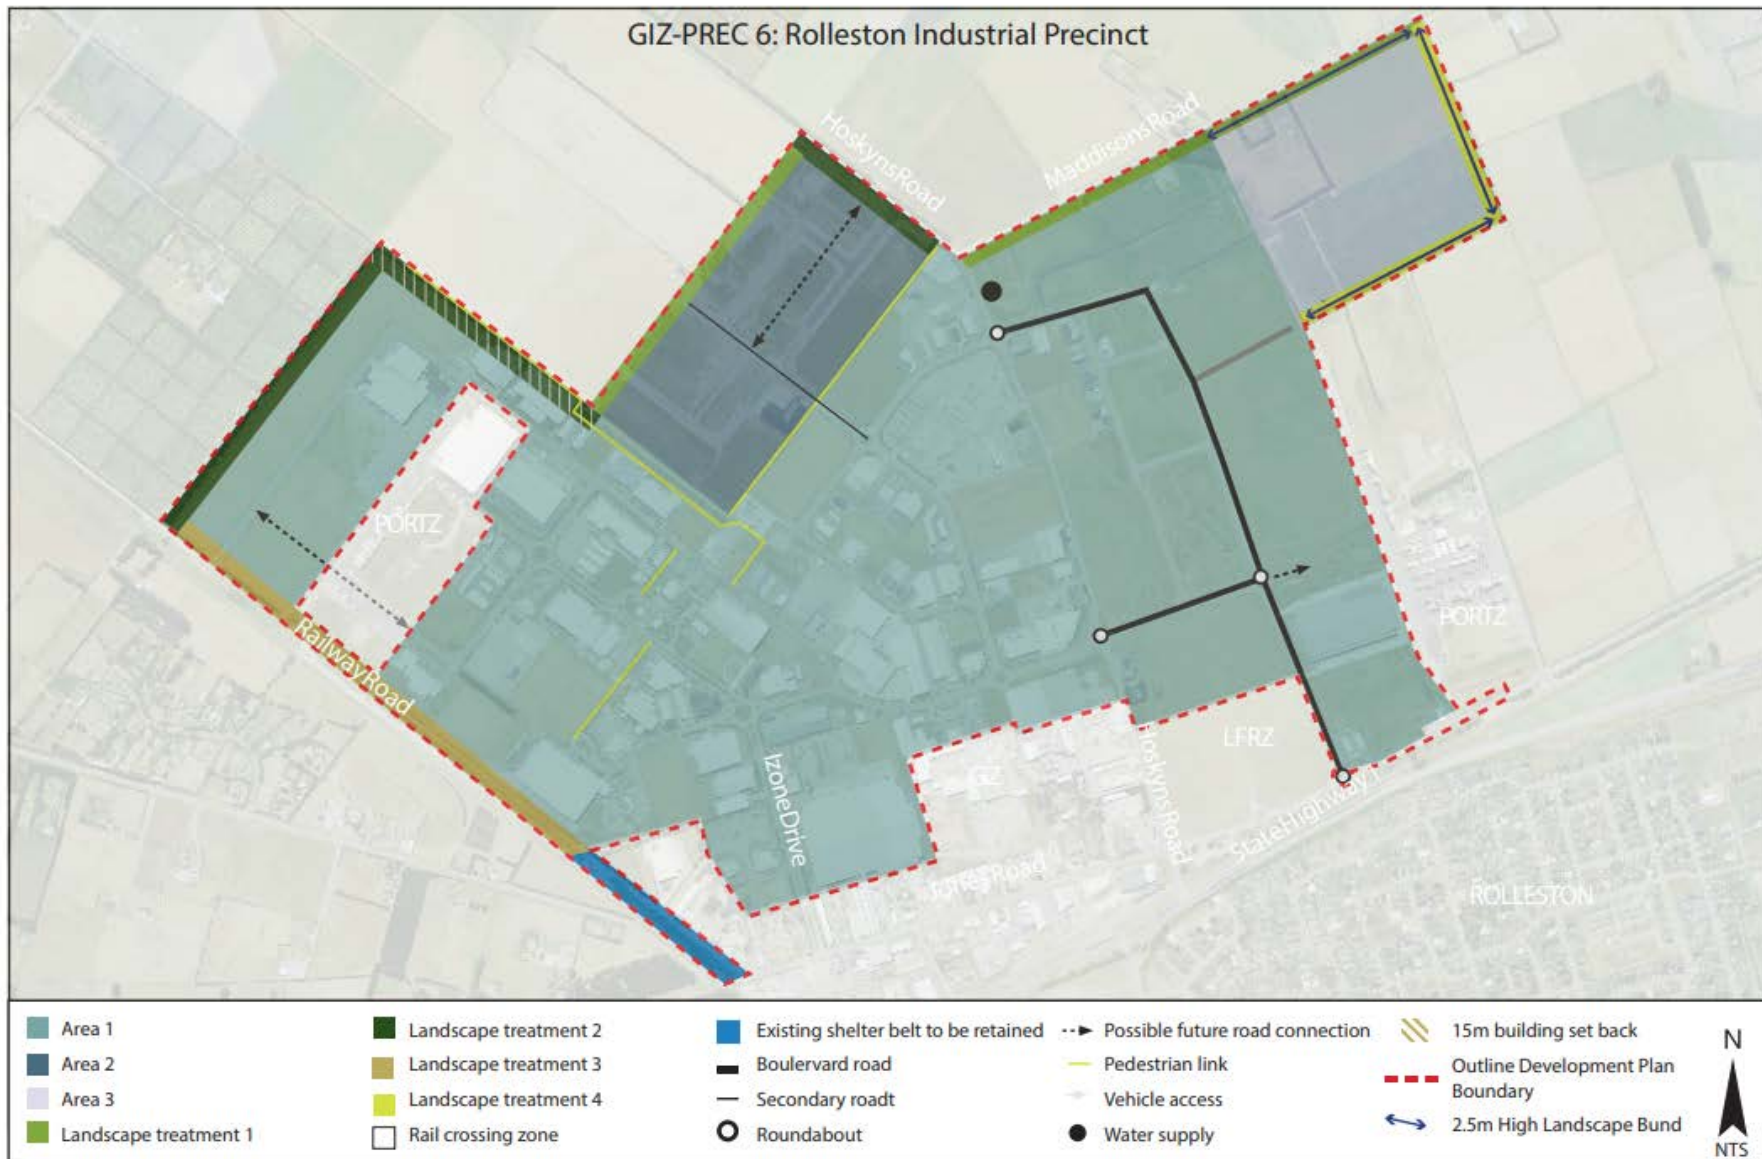 GIZ-PREC 6: Rolleston Industrial Precinct
HoskynsRoad
MaddisonsRoad
PORTZ
PORTZ
RailwayRoad
IzoneDrive
GIZ
HoskynsRoad
LFRZ
StateHighway1
JonesRoad
ROLLESTON
Area 1
Area 2
Area 3
Landscape treatment 1
Landscape treatment 2
Landscape treatment 3
Landscape treatment 4
Rail crossing zone
Existing shelter belt to be retained
Boulevard road
Secondary roadt
Roundabout
Possible future road connection
Pedestrian link
Vehicle access
Water supply
15m building set back
Outline Development Plan
Boundary
2.5m High Landscape Bund
N
NTS